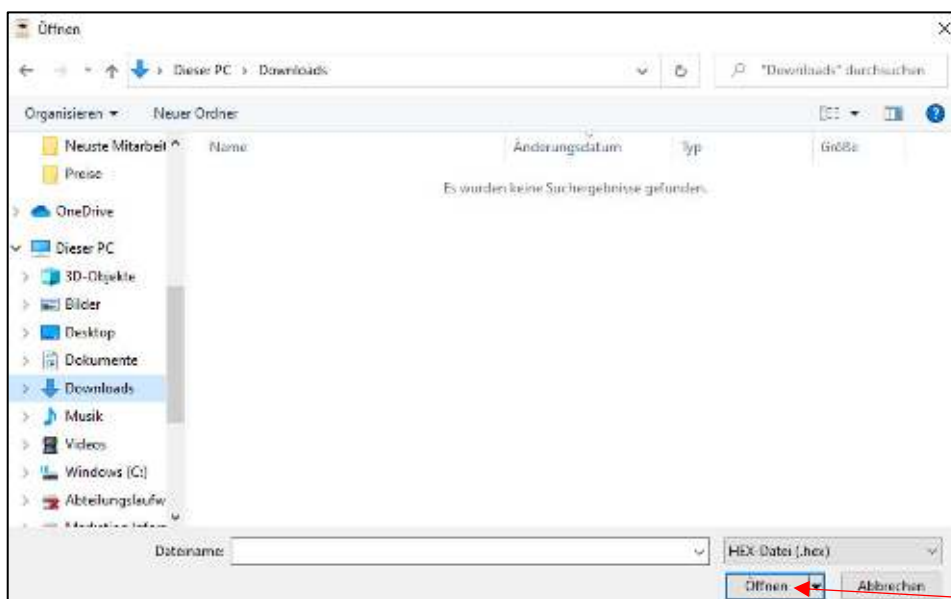 Öffnen
Dieser PC › Downloads
"Downloads" durchsuchen
Organisieren
Neuer Ordner
Name
Änderungsdatum
Typ
Größe
Es wurden keine Suchergebnisse gefunden.
Neuste Mitarbeit
Preise
OneDrive
Dieser PC
3D-Objekte
Bilder
Desktop
Dokumente
Downloads
Musik
Videos
Windows (C:)
Abteilungslaufw
Dateiname:
HEX-Datei (.hex)
Öffnen
Abbrechen